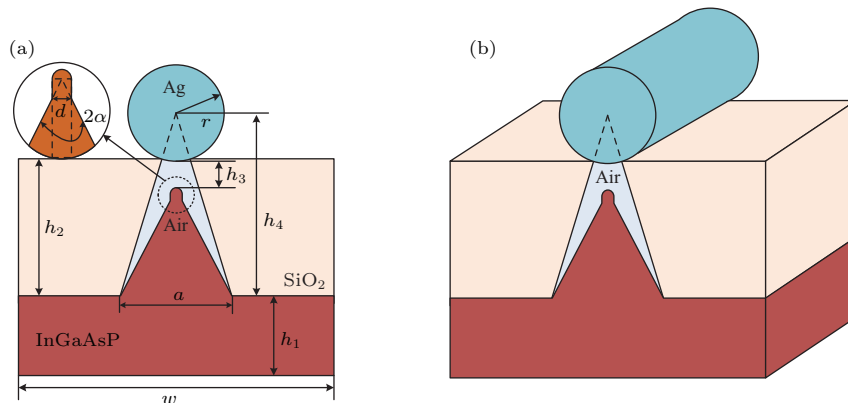 (a)
(b)
Ag
r
d
2α
h₃
Air
h₂
h₄
SiO₂
a
InGaAsP
h₁
w
Air